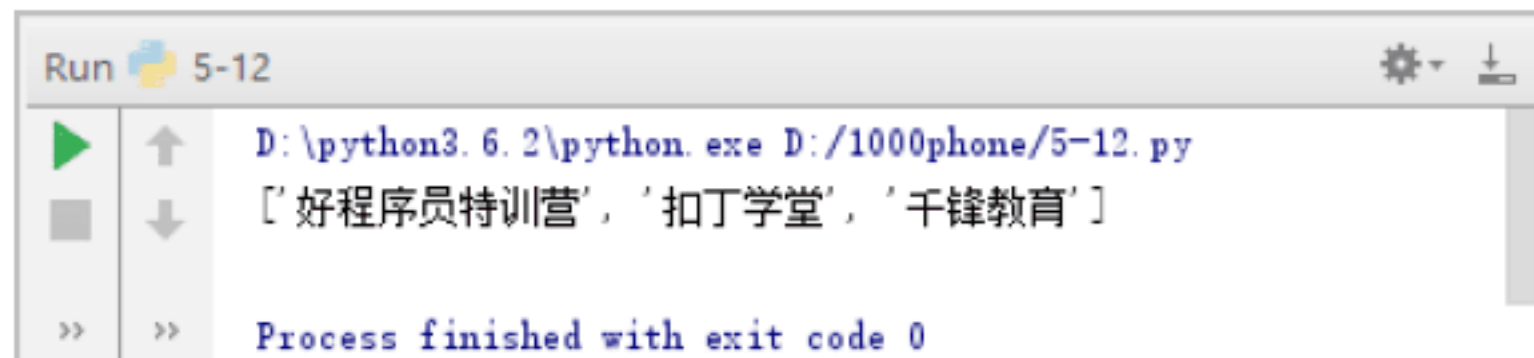 Run 5-12
D:\python3.6.2\python.exe D:/1000phone/5-12.py
['好程序员特训营', '扣丁学堂', '千锋教育']
Process finished with exit code 0